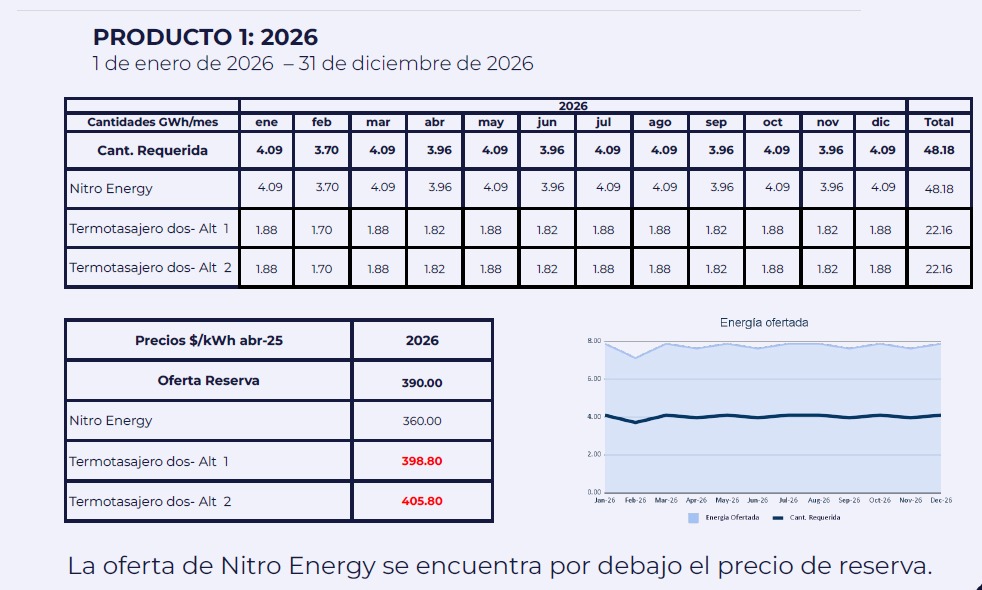 PRODUCTO 1: 2026
1 de enero de 2026 – 31 de diciembre de 2026
2026
Cantidades GWh/mes ene feb mar abr may jun jul ago sep oct nov dic Total
Cant. Requerida 4.09 3.70 4.09 3.96 4.09 3.96 4.09 4.09 3.96 4.09 3.96 4.09 48.18
Nitro Energy 4.09 3.70 4.09 3.96 4.09 3.96 4.09 4.09 3.96 4.09 3.96 4.09 48.18
Termotasajero dos- Alt 1 1.88 1.70 1.88 1.82 1.88 1.82 1.88 1.88 1.82 1.88 1.82 1.88 22.16
Termotasajero dos- Alt 2 1.88 1.70 1.88 1.82 1.88 1.82 1.88 1.88 1.82 1.88 1.82 1.88 22.16
Precios $/kWh abr-25 2026
Oferta Reserva 390.00
Nitro Energy 360.00
Termotasajero dos- Alt 1 398.80
Termotasajero dos- Alt 2 405.80
Energía ofertada
8.00
6.00
4.00
2.00
0.00
Jan-26 Feb-26 Mar-26 Apr-26 May-26 Jun-26 Jul-26 Aug-26 Sep-26 Oct-26 Nov-26 Dec-26
Energía Ofertada Cant. Requerida
La oferta de Nitro Energy se encuentra por debajo el precio de reserva.